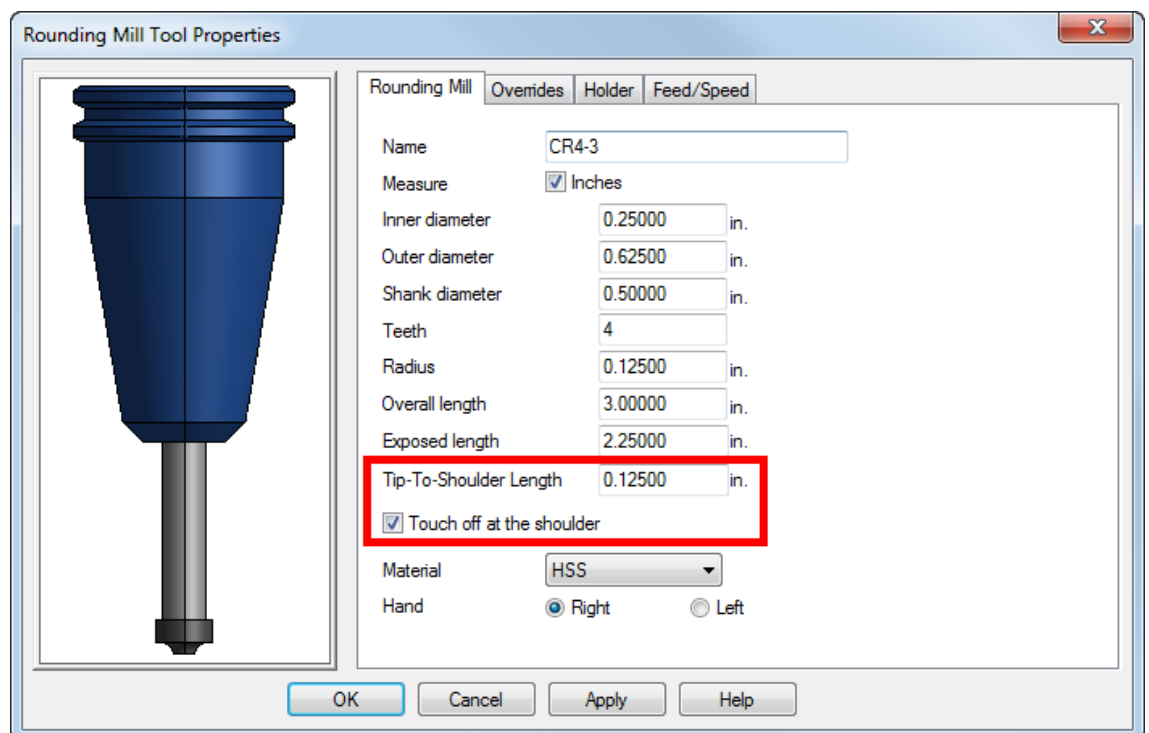 Rounding Mill Tool Properties
Rounding Mill Overrides Holder Feed/Speed
Name CR4-3
Measure Inches
Inner diameter 0.25000 in.
Outer diameter 0.62500 in.
Shank diameter 0.50000 in.
Teeth 4
Radius 0.12500 in.
Overall length 3.00000 in.
Exposed length 2.25000 in.
Tip-To-Shoulder Length 0.12500 in.
Touch off at the shoulder
Material HSS
Hand Right Left
OK Cancel Apply Help